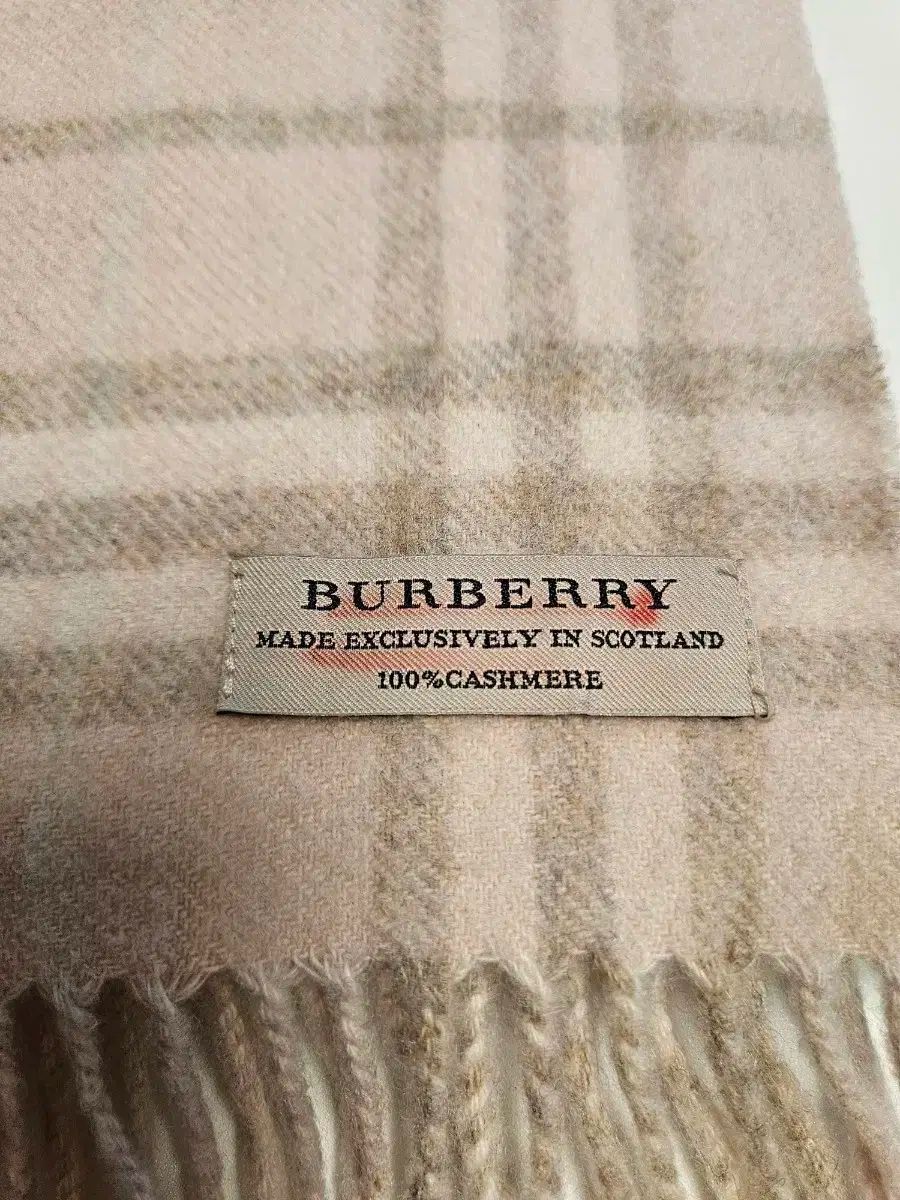 BURBERRY
MADE EXCLUSIVELY IN SCOTLAND
100%CASHMERE